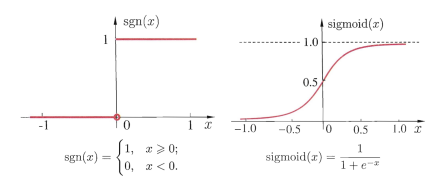 sgn(x)
1
-1 0 1 x
sgn(x) = { 1, x ⩾ 0;
0, x < 0.
sigmoid(x)
1.0
0.5
-1.0 -0.5 0 0.5 1.0 x
sigmoid(x) = 1 / (1 + e^{-x})